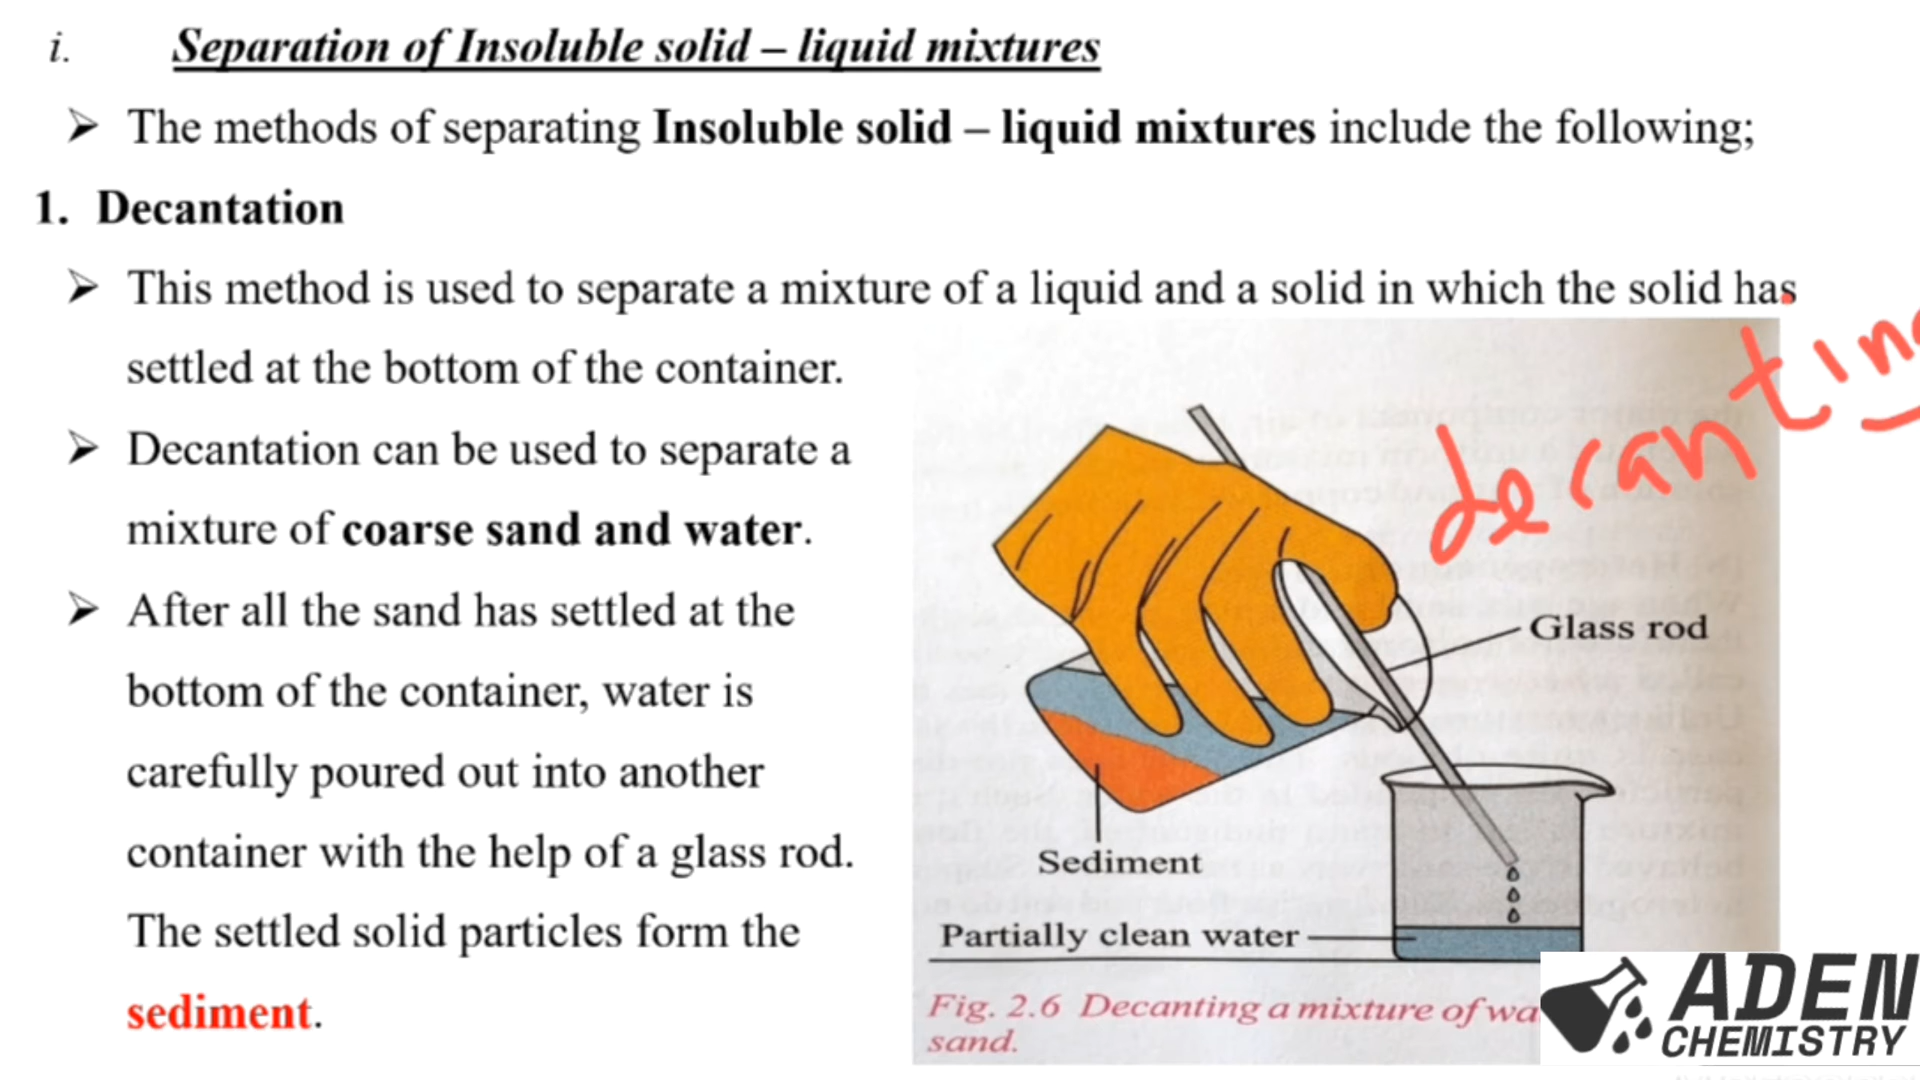 i. Separation of Insoluble solid – liquid mixtures
➢ The methods of separating Insoluble solid – liquid mixtures include the following;
1. Decantation
➢ This method is used to separate a mixture of a liquid and a solid in which the solid has
settled at the bottom of the container.
➢ Decantation can be used to separate a
mixture of coarse sand and water.
➢ After all the sand has settled at the
bottom of the container, water is
carefully poured out into another
container with the help of a glass rod.
The settled solid particles form the
sediment.
decanting
Glass rod
Sediment
Partially clean water
Fig. 2.6 Decanting a mixture of wa
sand.
ADEN
CHEMISTRY